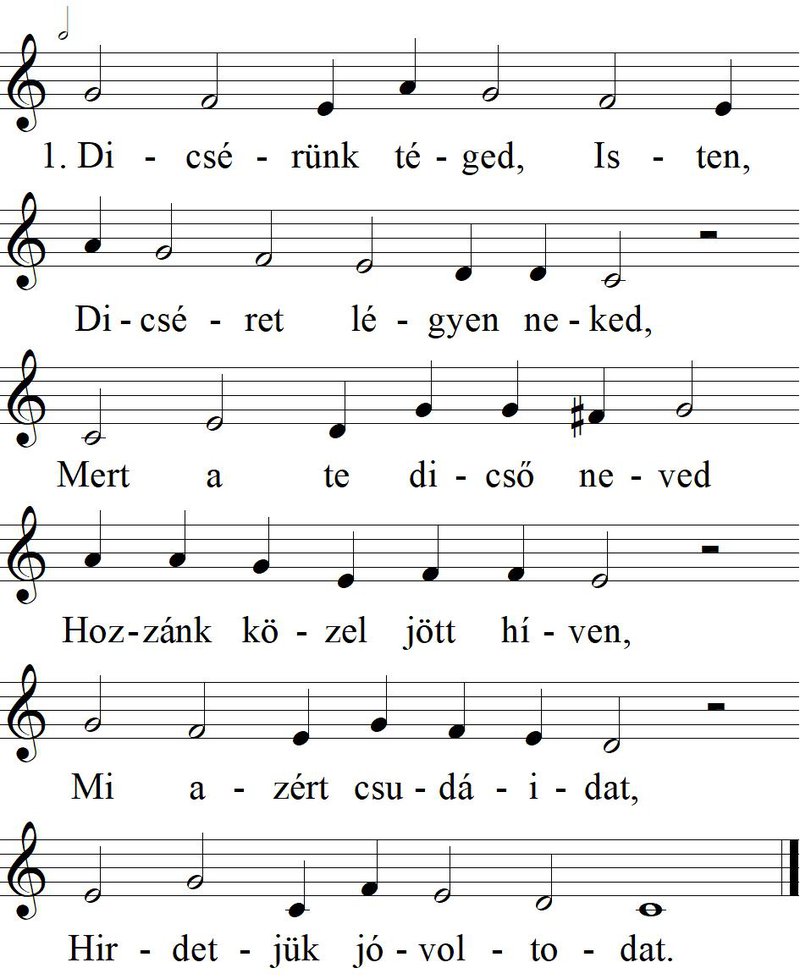 1. Di - csé - rünk té - ged, Is - ten,
Di - csé - ret lé - gyen ne - ked,
Mert a te di - cső ne - ved
Hoz - zánk kö - zel jött hí - ven,
Mi a - zért csu - dá - i - dat,
Hir - det - jük jó - vol - to - dat.